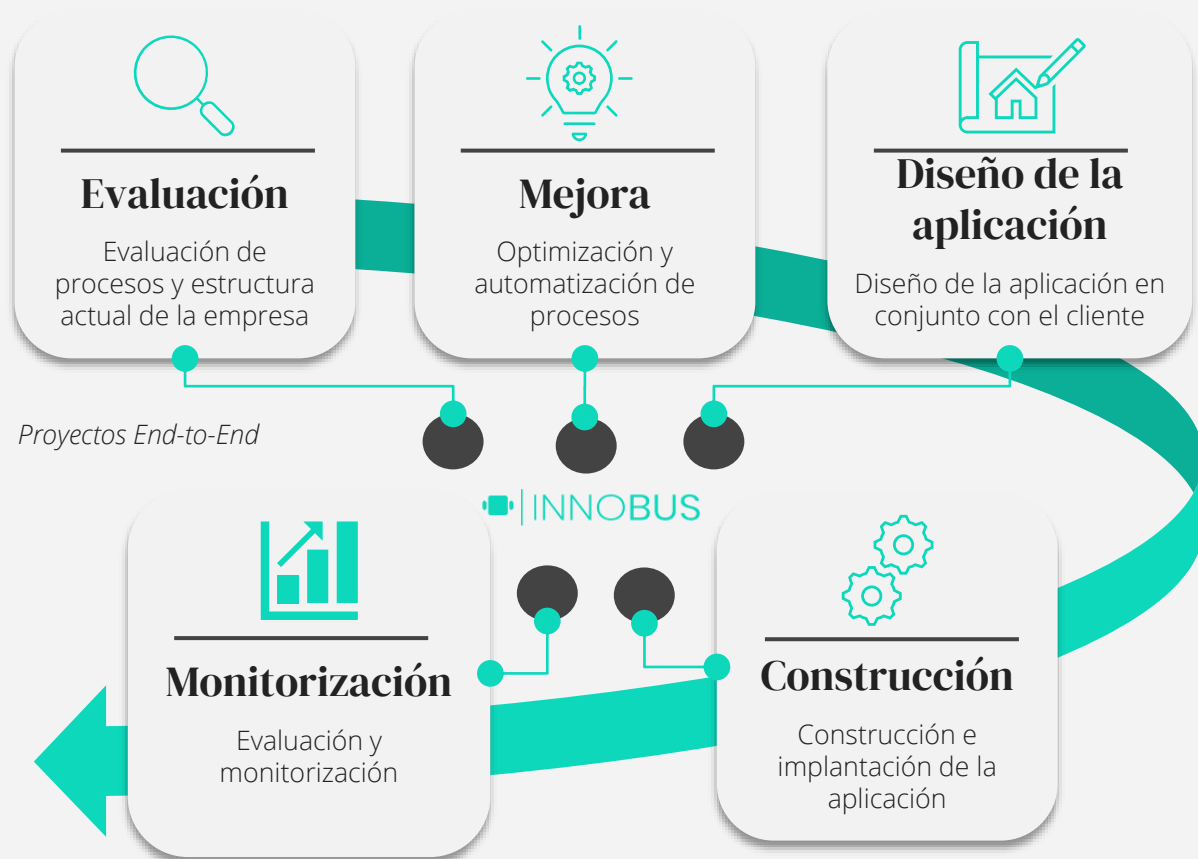 Evaluación
Evaluación de
procesos y estructura
actual de la empresa
Mejora
Optimización y
automatización de
procesos
Diseño de la
aplicación
Diseño de la aplicación en
conjunto con el cliente
Proyectos End-to-End
INNOBUS
Monitorización
Evaluación y
monitorización
Construcción
Construcción e
implantación de la
aplicación